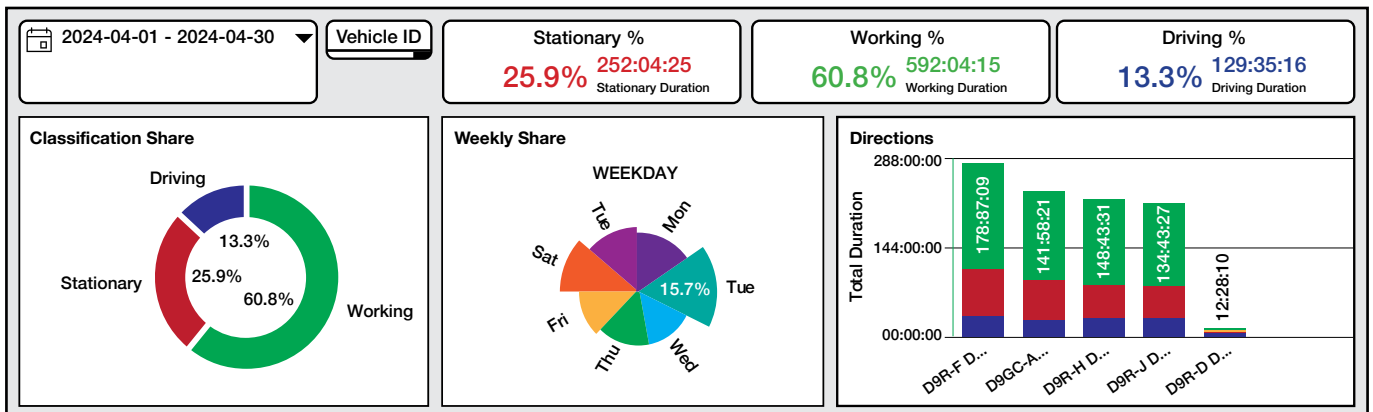 2024-04-01 - 2024-04-30
Vehicle ID
Stationary %
25.9%
252:04:25
Stationary Duration
Working %
60.8%
592:04:15
Working Duration
Driving %
13.3%
129:35:16
Driving Duration
Classification Share
Driving
13.3%
Stationary
25.9%
60.8%
Working
Weekly Share
WEEKDAY
Tue
Mon
Sat
15.7%
Tue
Fri
Thu
Wed
Directions
Total Duration
288:00:00
144:00:00
00:00:00
178:87:09
141:58:21
148:43:31
134:43:27
12:28:10
D9R-F D...
D9GC-A...
D9R-H D...
D9R-J D...
D9R-D D...